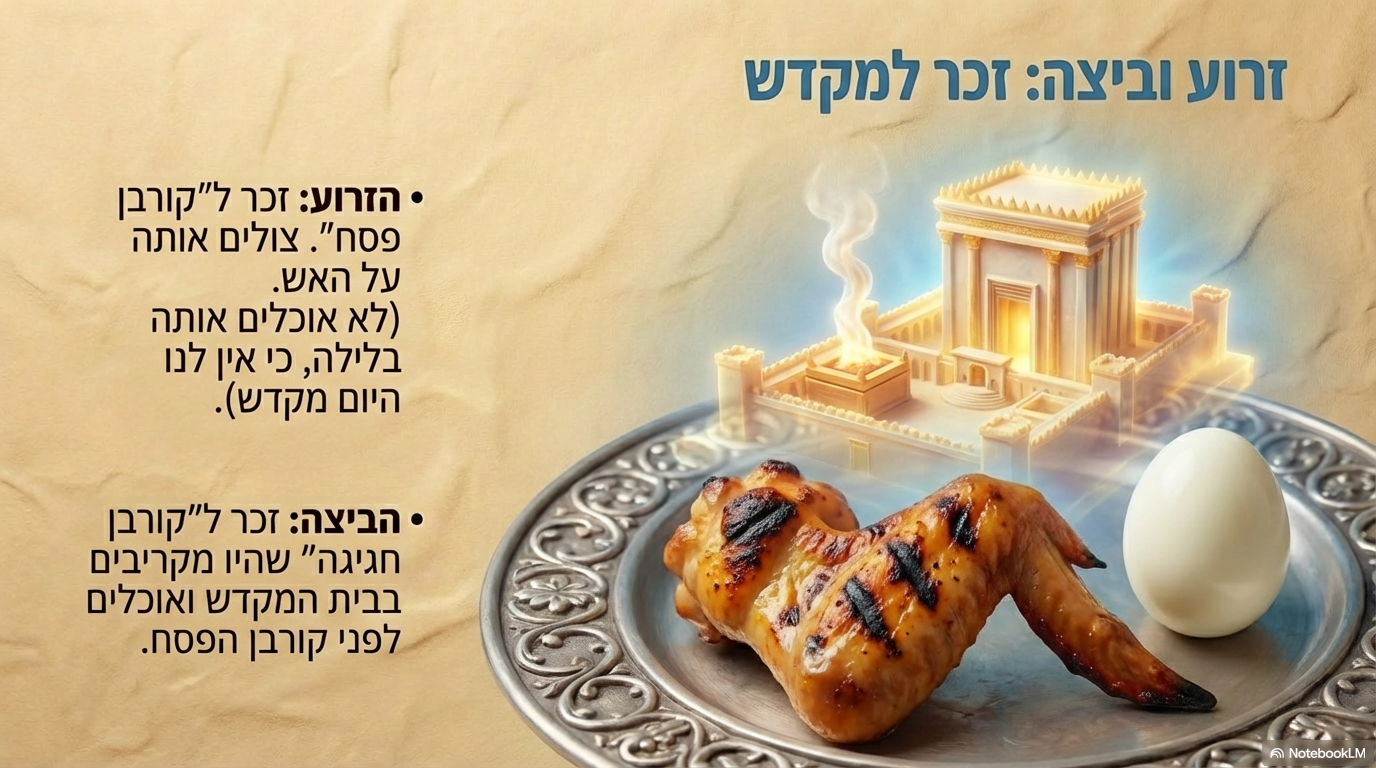 זרוע וביצה: זכר למקדש
• הזרוע: זכר ל"קורבן
פסח". צולים אותה
על האש.
(לא אוכלים אותה
בלילה, כי אין לנו
היום מקדש).
• הביצה: זכר ל"קורבן
חגיגה" שהיו מקריבים
בבית המקדש ואוכלים
לפני קורבן הפסח.
NotebookLM